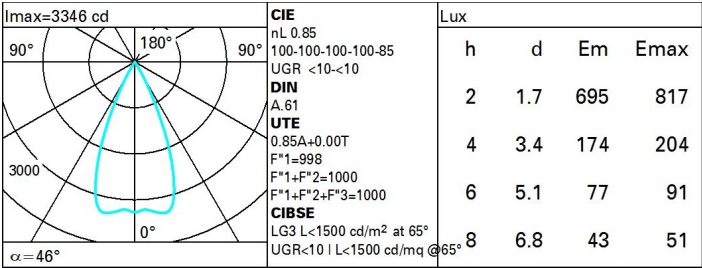 Imax=3346 cd
90°
180°
90°
3000
0°
α=46°
CIE
nL 0.85
100-100-100-100-85
UGR <10-<10
DIN
A.61
UTE
0.85A+0.00T
F"1=998
F"1+F"2=1000
F"1+F"2+F"3=1000
CIBSE
LG3 L<1500 cd/m² at 65°
UGR<10 | L<1500 cd/mq @65°
Lux
h d Em Emax
2 1.7 695 817
4 3.4 174 204
6 5.1 77 91
8 6.8 43 51